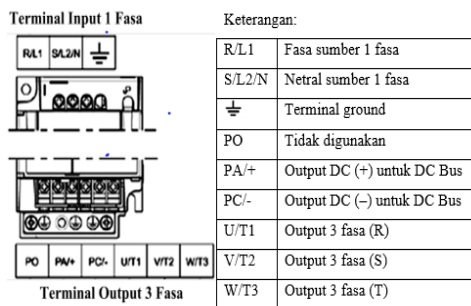 Terminal Input 1 Fasa
R/L1 S/L2/N
PO PA/+ PC/- U/T1 V/T2 W/T3
Terminal Output 3 Fasa
Keterangan:
R/L1 Fasa sumber 1 fasa
S/L2/N Netral sumber 1 fasa
Terminal ground
PO Tidak digunakan
PA/+ Output DC (+) untuk DC Bus
PC/- Output DC (–) untuk DC Bus
U/T1 Output 3 fasa (R)
V/T2 Output 3 fasa (S)
W/T3 Output 3 fasa (T)